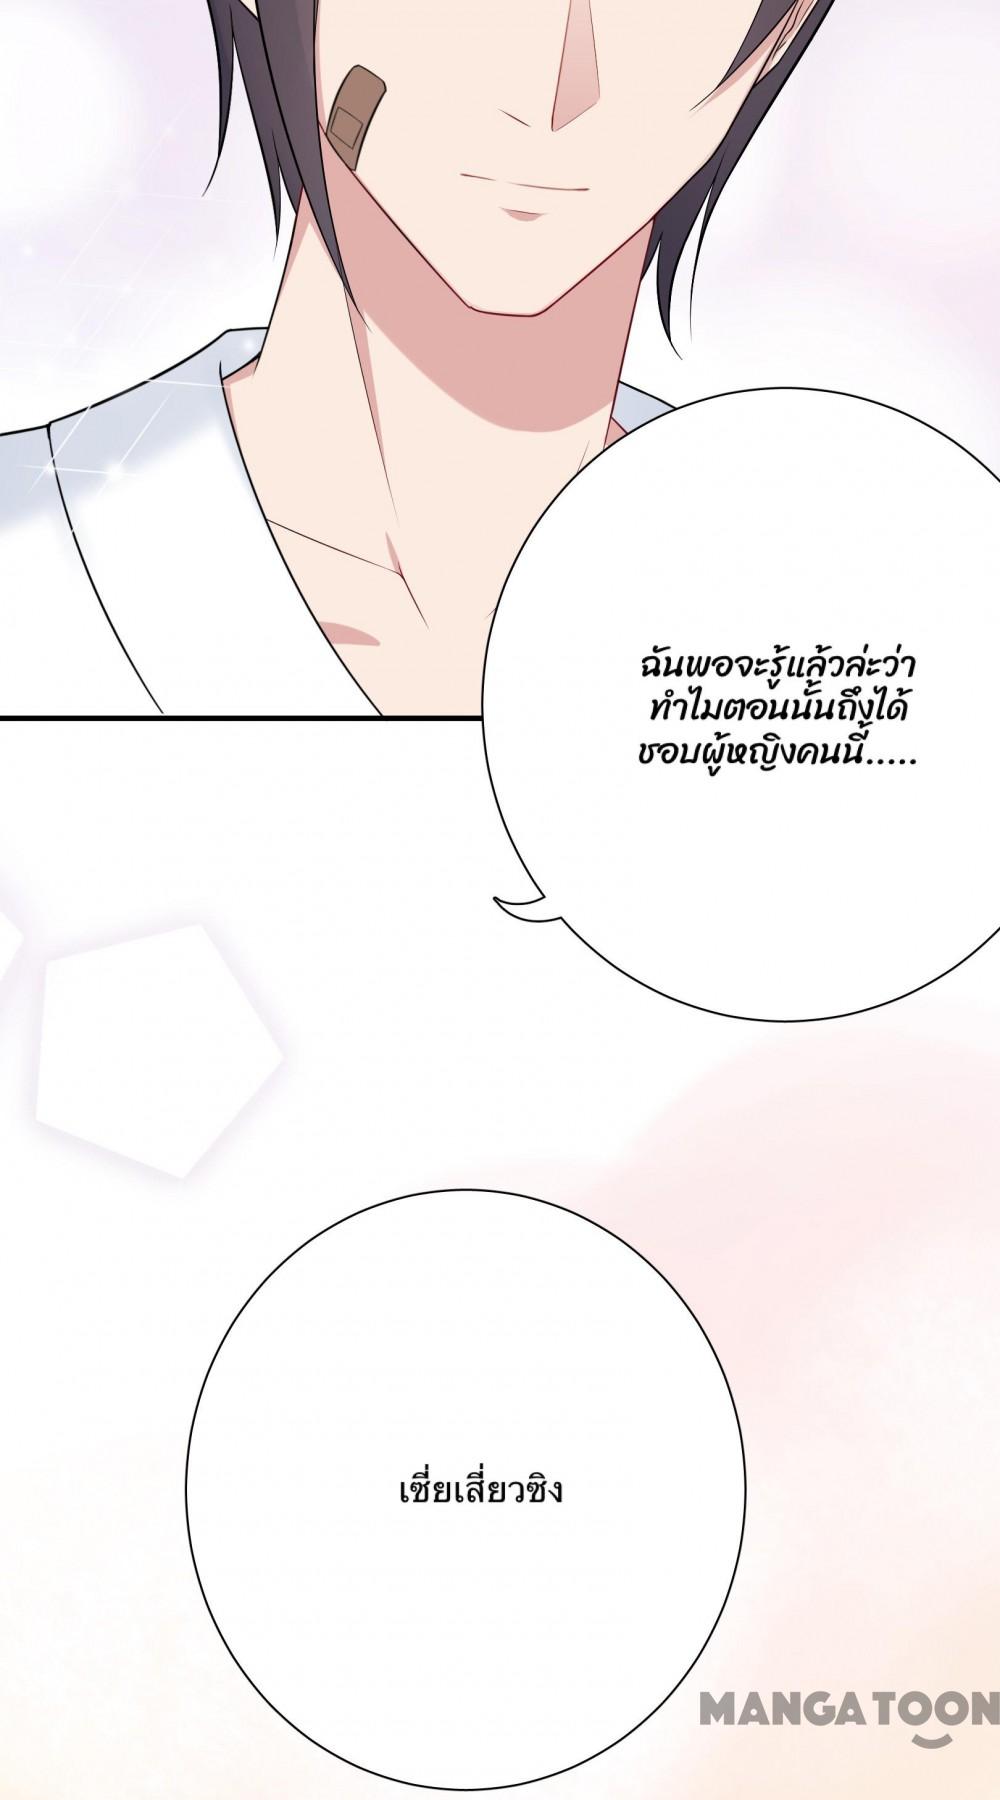 ฉันพอจะรู้แล้วล่ะว่า
ทำไมตอนนั้นถึงได้
ชอบผู้หญิงคนนี้.....
เซี่ยเสี่ยวซิง
MANGATOON